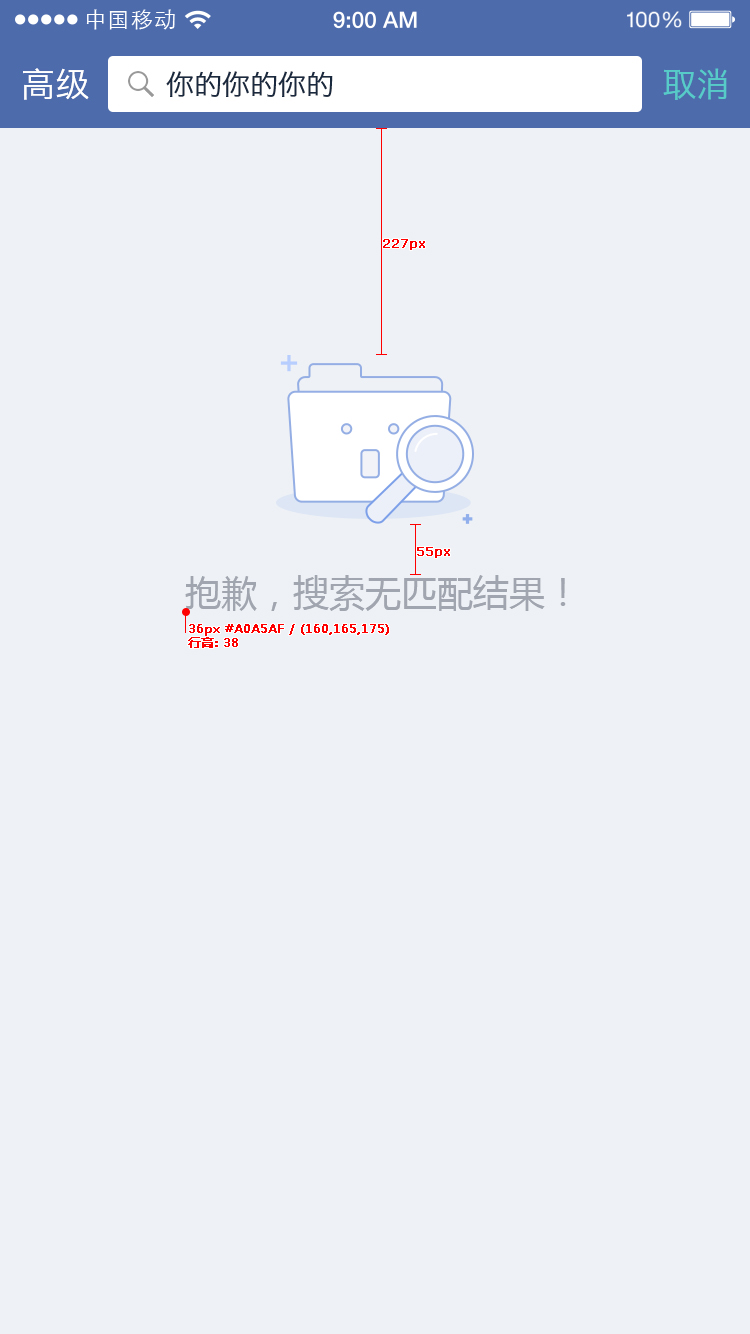 中国移动 9:00 AM 100%
高级 你的你的你的 取消
227px
55px
抱歉，搜索无匹配结果！
36px #A0A5AF / (160,165,175)
行高: 38